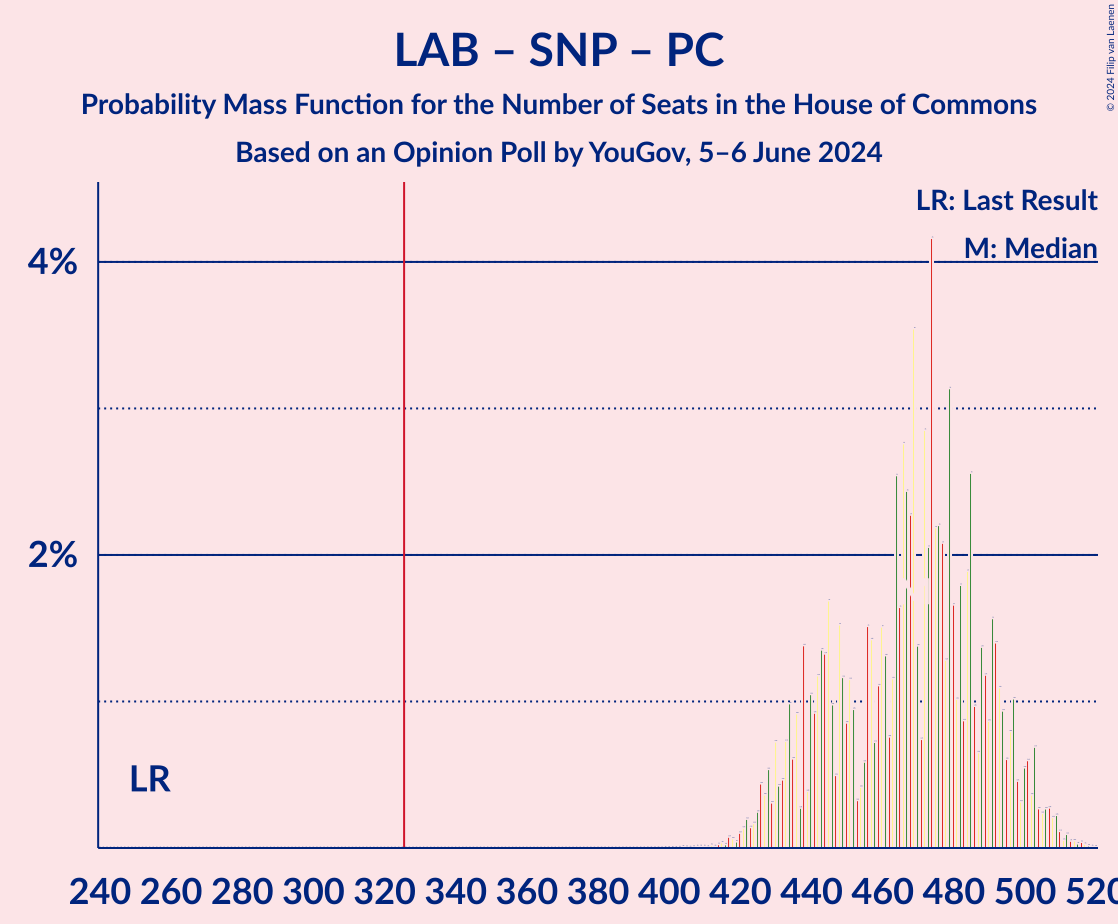 LAB – SNP – PC
Probability Mass Function for the Number of Seats in the House of Commons
Based on an Opinion Poll by YouGov, 5–6 June 2024
© 2024 Filip van Laenen
LR: Last Result
M: Median
4%
2%
LR
240 260 280 300 320 340 360 380 400 420 440 460 480 500 520